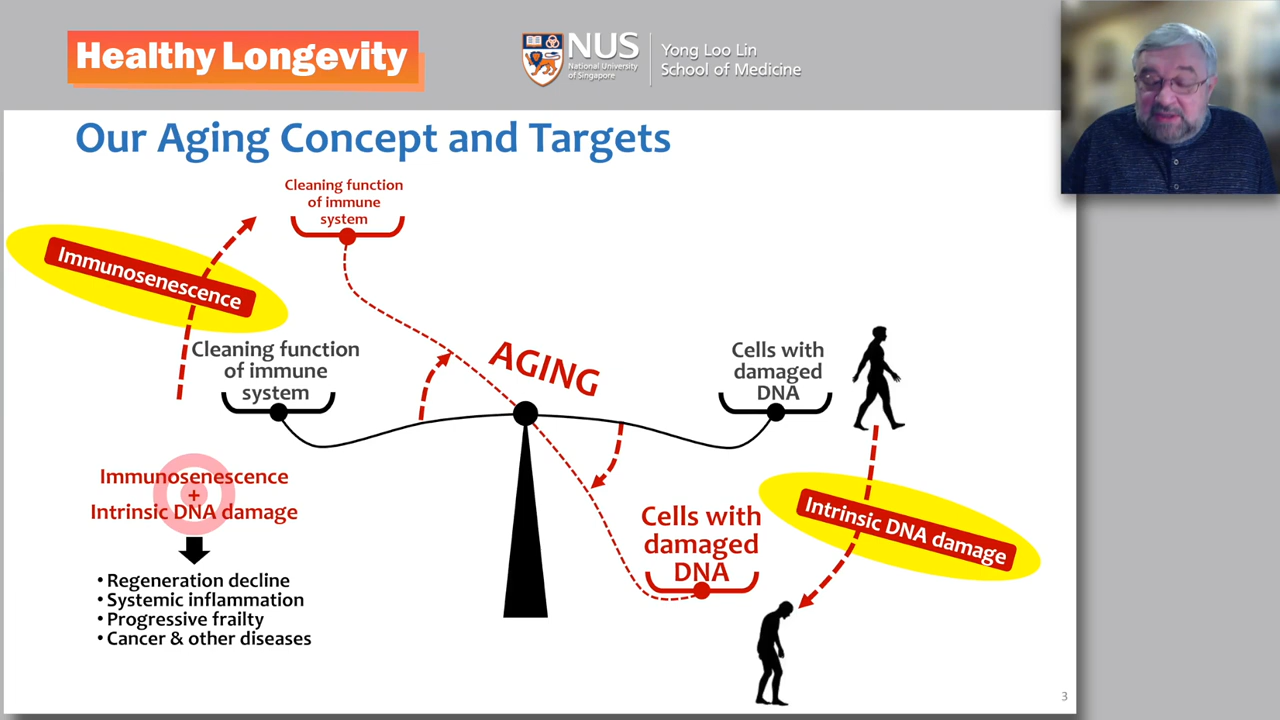 Healthy Longevity
NUS
National University
of Singapore
Yong Loo Lin
School of Medicine
Our Aging Concept and Targets
Cleaning function
of immune
system
Immunosenescence
Cleaning function
of immune
system
AGING
Cells with
damaged
DNA
Immunosenescence
+
Intrinsic DNA damage
• Regeneration decline
• Systemic inflammation
• Progressive frailty
• Cancer & other diseases
Cells with
damaged
DNA
Intrinsic DNA damage
3